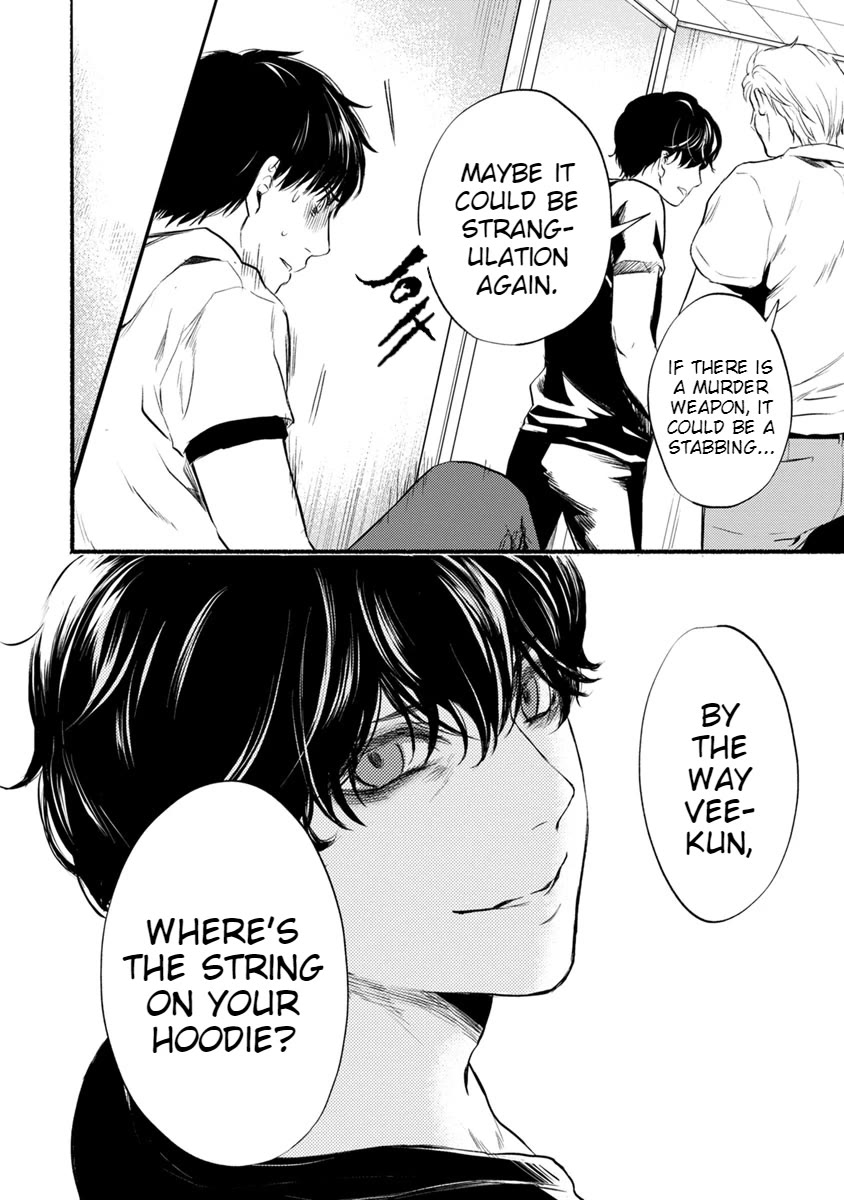 IF THERE IS
A MURDER
WEAPON, IT
COULD BE A
STABBING...
MAYBE IT
COULD BE
STRANG-
ULATION
AGAIN.
BY
THE
WAY
VEE-
KUN,
WHERE'S
THE STRING
ON YOUR
HOODIE?